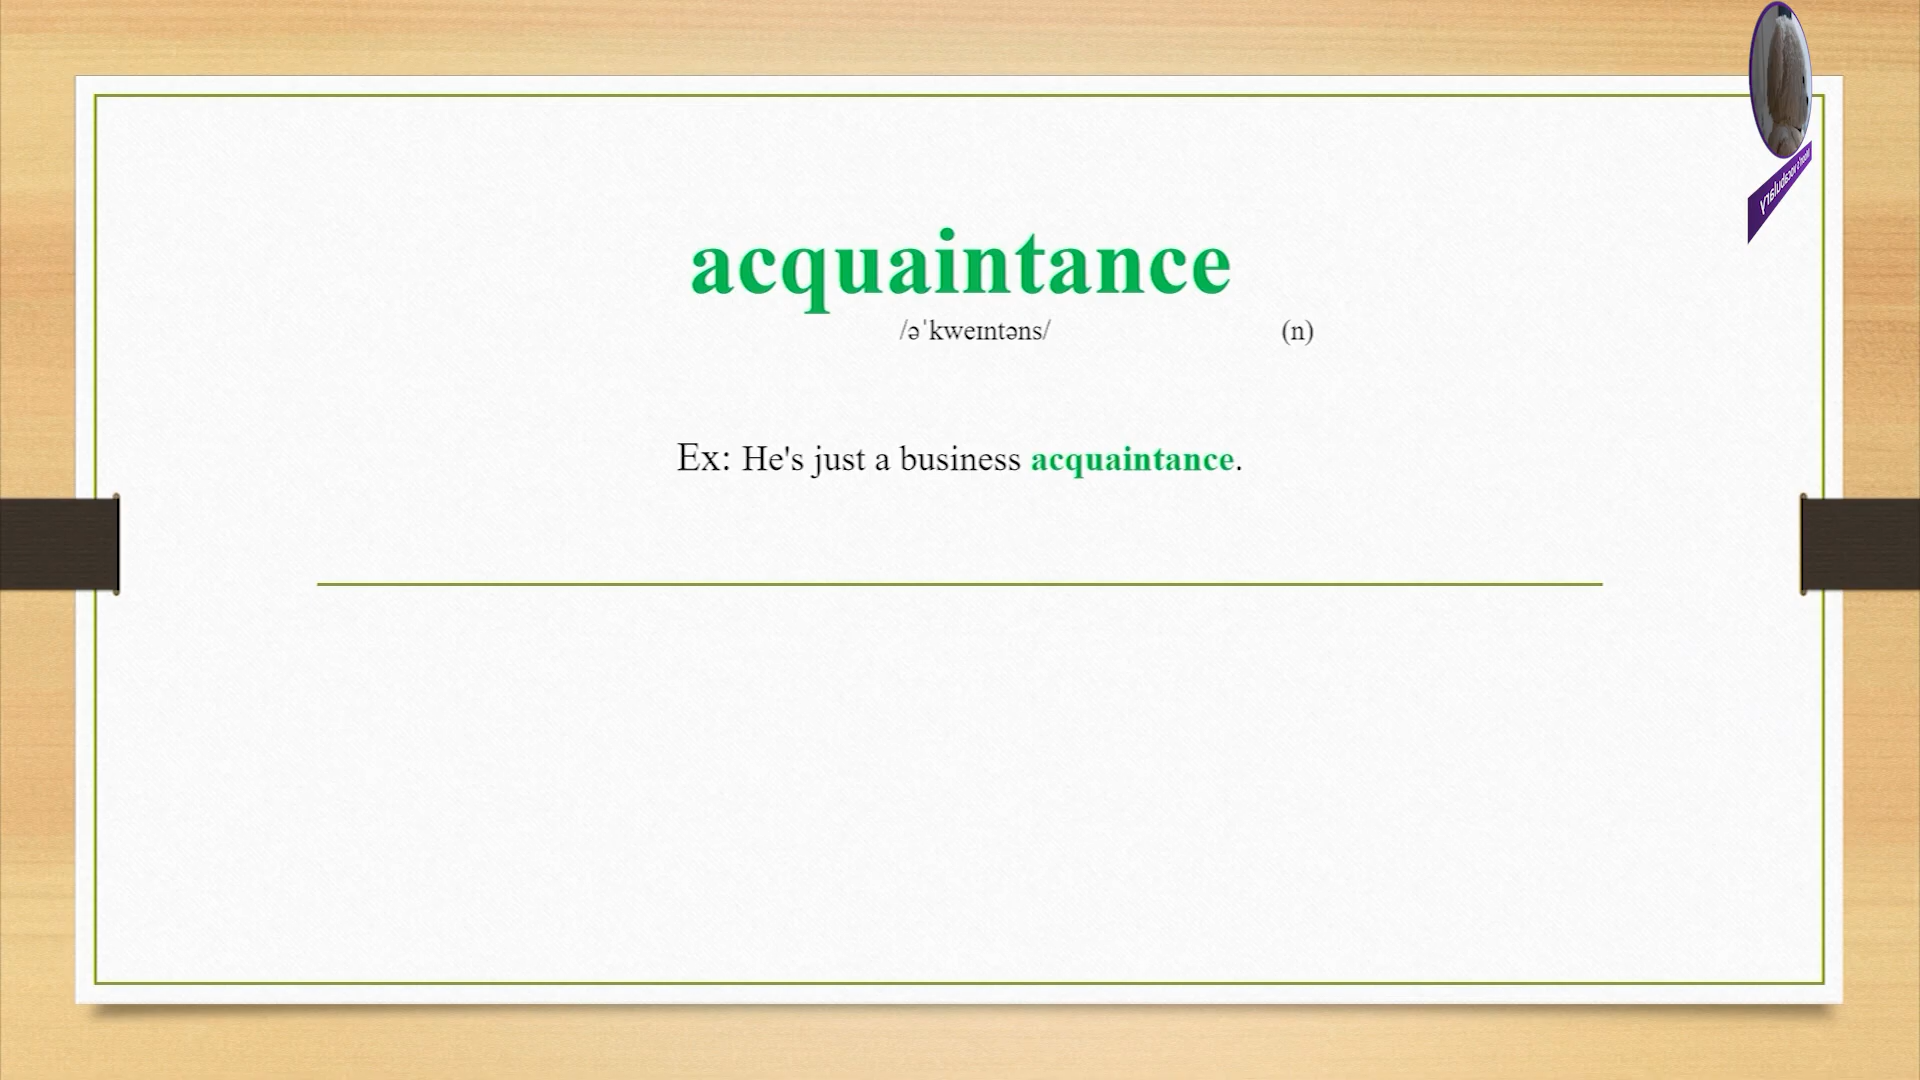 acquaintance
/əˈkweɪntəns/ (n)
Ex: He's just a business acquaintance.